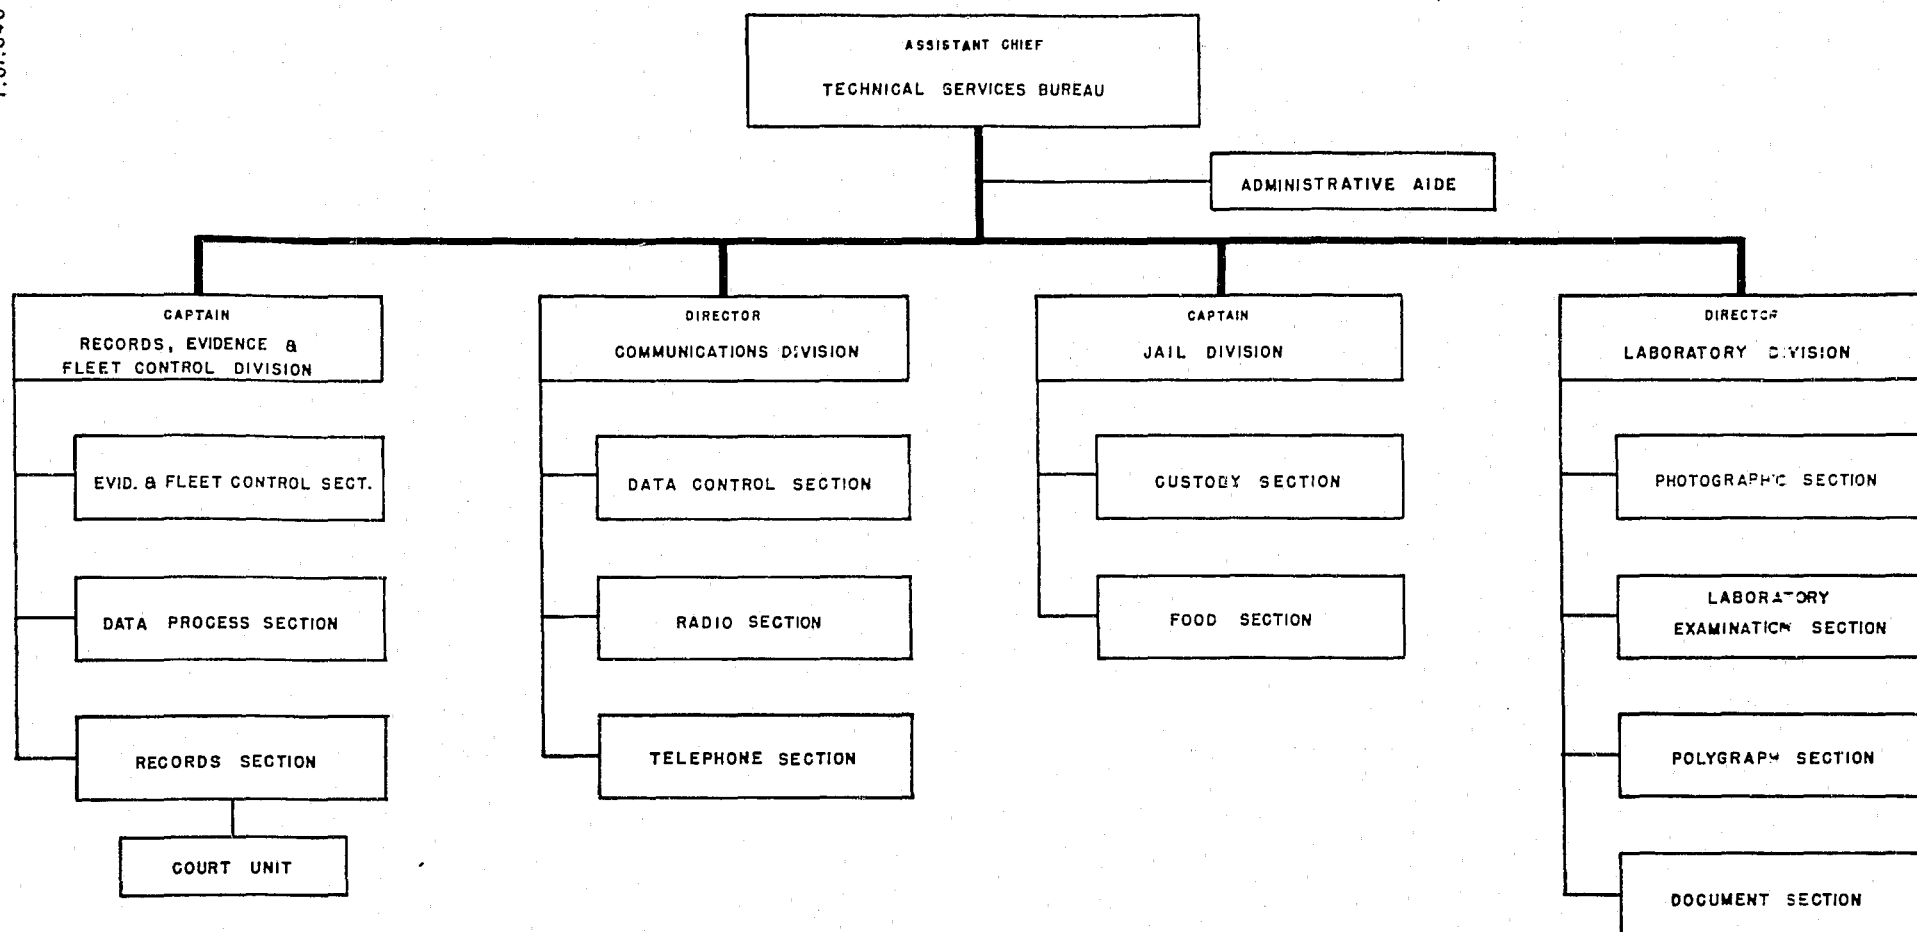 ASSISTANT CHIEF
TECHNICAL SERVICES BUREAU
ADMINISTRATIVE AIDE
CAPTAIN
RECORDS, EVIDENCE &
FLEET CONTROL DIVISION
EVID. & FLEET CONTROL SECT.
DATA PROCESS SECTION
RECORDS SECTION
COURT UNIT
DIRECTOR
COMMUNICATIONS DIVISION
DATA CONTROL SECTION
RADIO SECTION
TELEPHONE SECTION
CAPTAIN
JAIL DIVISION
CUSTODY SECTION
FOOD SECTION
DIRECTOR
LABORATORY DIVISION
PHOTOGRAPHIC SECTION
LABORATORY
EXAMINATION SECTION
POLYGRAPH SECTION
DOCUMENT SECTION